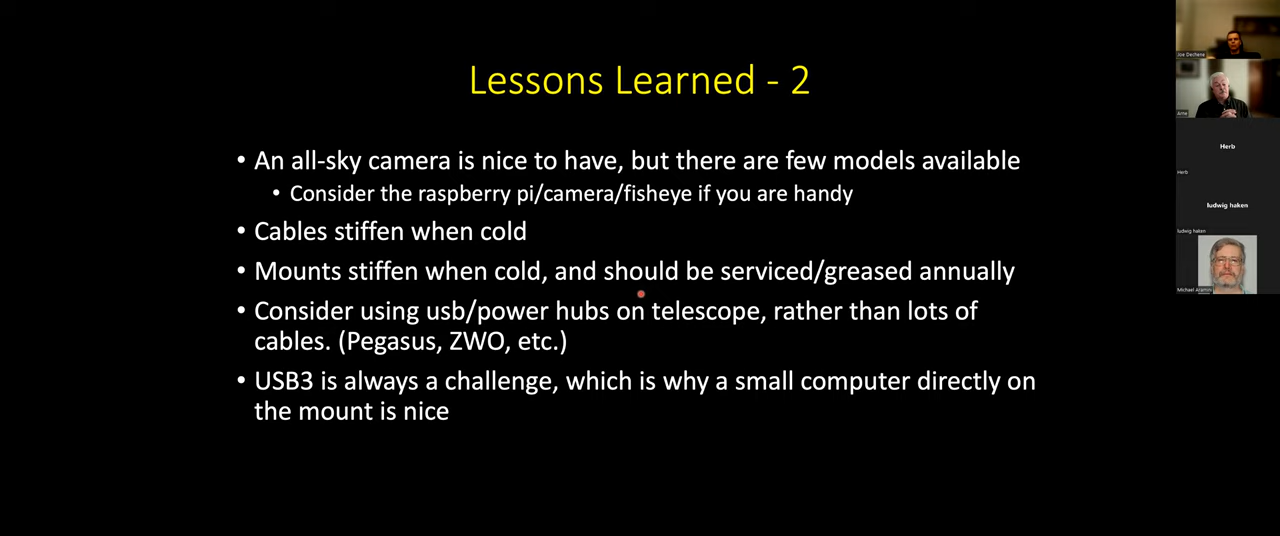 Lessons Learned - 2
• An all-sky camera is nice to have, but there are few models available
• Consider the raspberry pi/camera/fisheye if you are handy
• Cables stiffen when cold
• Mounts stiffen when cold, and should be serviced/greased annually
• Consider using usb/power hubs on telescope, rather than lots of
cables. (Pegasus, ZWO, etc.)
• USB3 is always a challenge, which is why a small computer directly on
the mount is nice
Joe Dechene
Arne
Herb
Herb
ludwig haken
ludwig haken
Michael Aramini